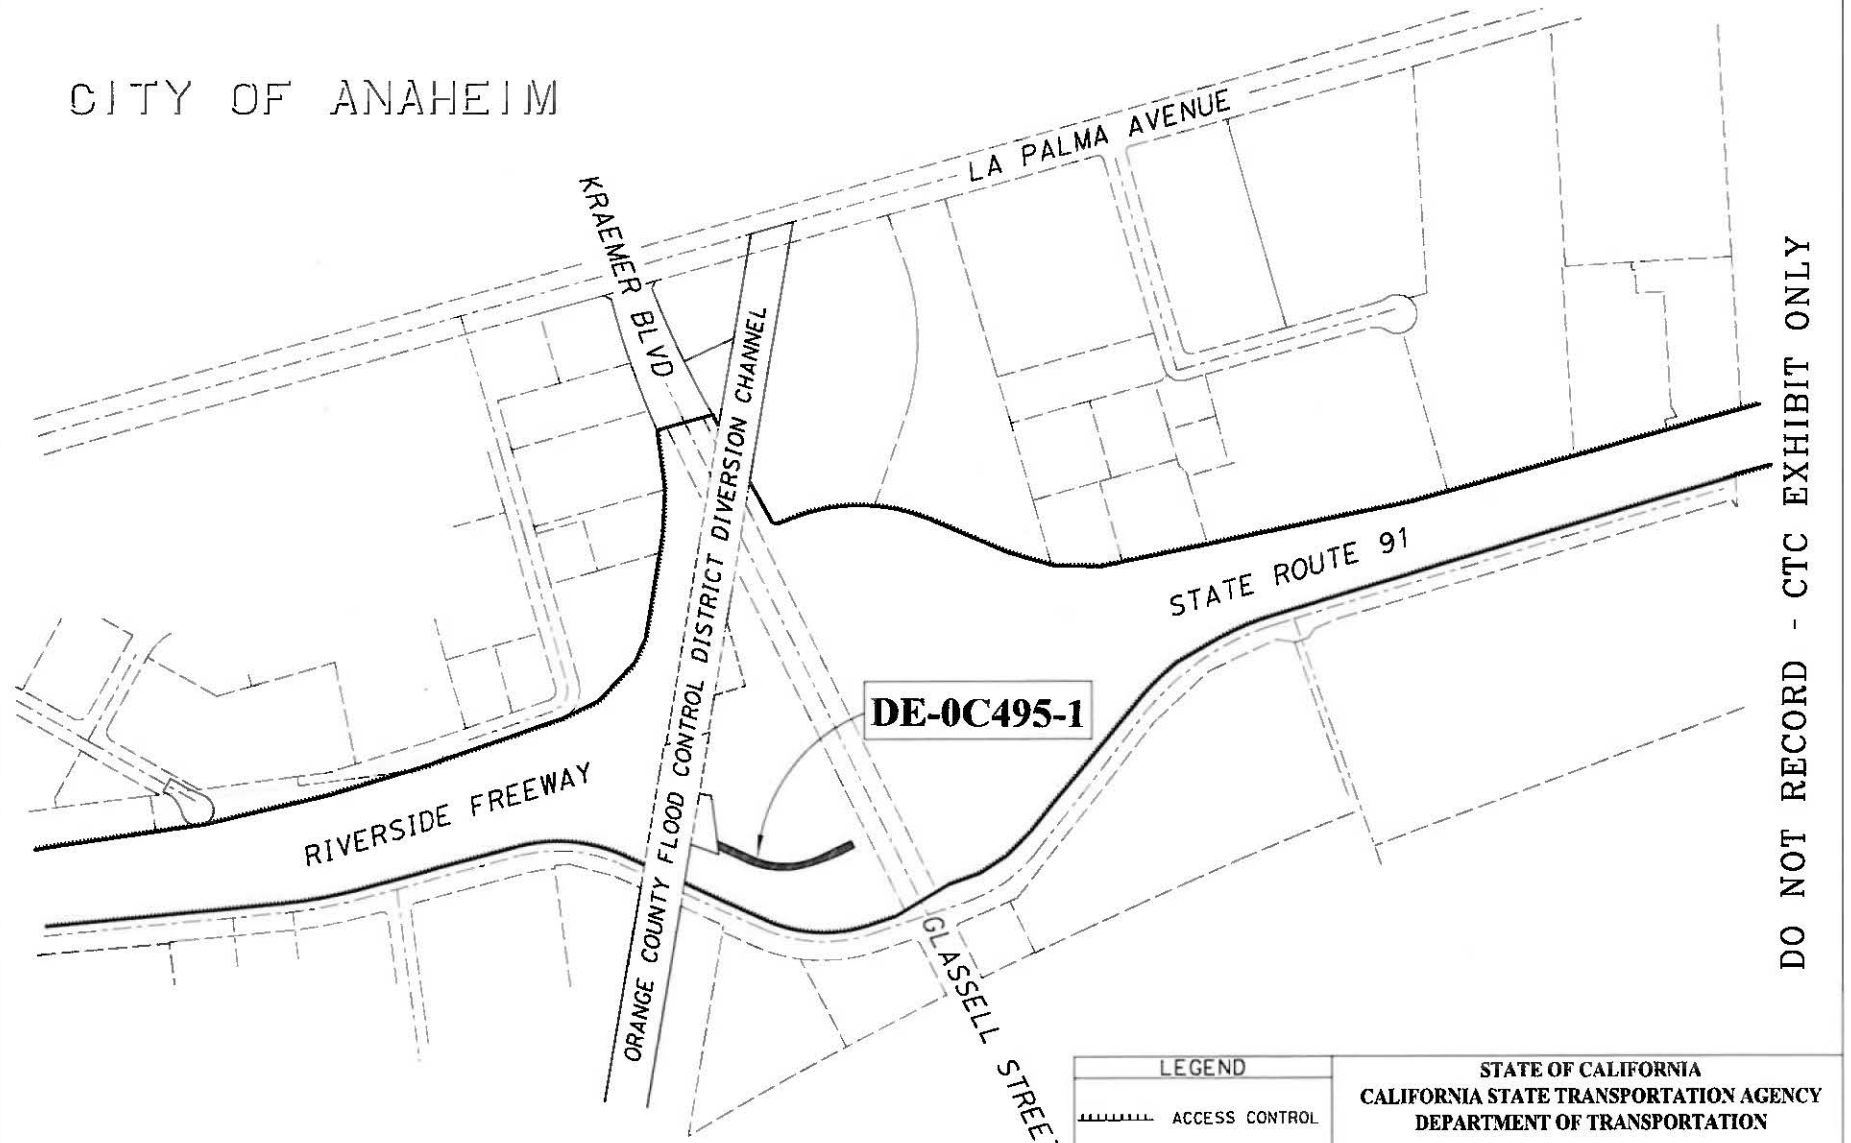 CITY OF ANAHEIM
LA PALMA AVENUE
KRAEMER BLVD
ORANGE COUNTY FLOOD CONTROL DISTRICT DIVERSION CHANNEL
STATE ROUTE 91
DE-0C495-1
RIVERSIDE FREEWAY
GLASSELL STREET
DO NOT RECORD - CTC EXHIBIT ONLY
LEGEND
ACCESS CONTROL
STATE OF CALIFORNIA
CALIFORNIA STATE TRANSPORTATION AGENCY
DEPARTMENT OF TRANSPORTATION